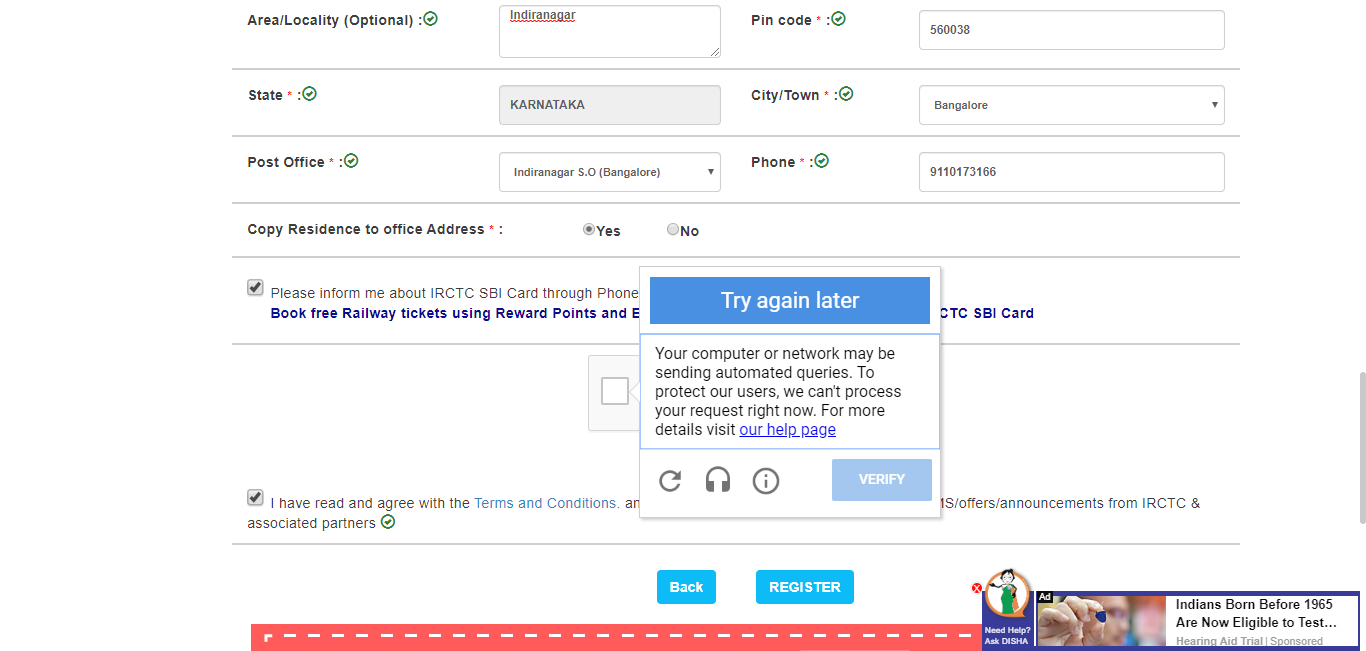 Area/Locality (Optional) :
Indiranagar
Pin code * :
560038
State * :
KARNATAKA
City/Town * :
Bangalore
Post Office * :
Indiranagar S.O (Bangalore)
Phone * :
9110173166
Copy Residence to office Address * :
Yes
No
Please inform me about IRCTC SBI Card through Phone
Book free Railway tickets using Reward Points and E
CTC SBI Card
Try again later
Your computer or network may be
sending automated queries. To
protect our users, we can't process
your request right now. For more
details visit our help page
VERIFY
I have read and agree with the Terms and Conditions. an
MS/offers/announcements from IRCTC &
associated partners
Back
REGISTER
Need Help?
Ask DISHA
Ad
Indians Born Before 1965
Are Now Eligible to Test...
Hearing Aid Trial | Sponsored